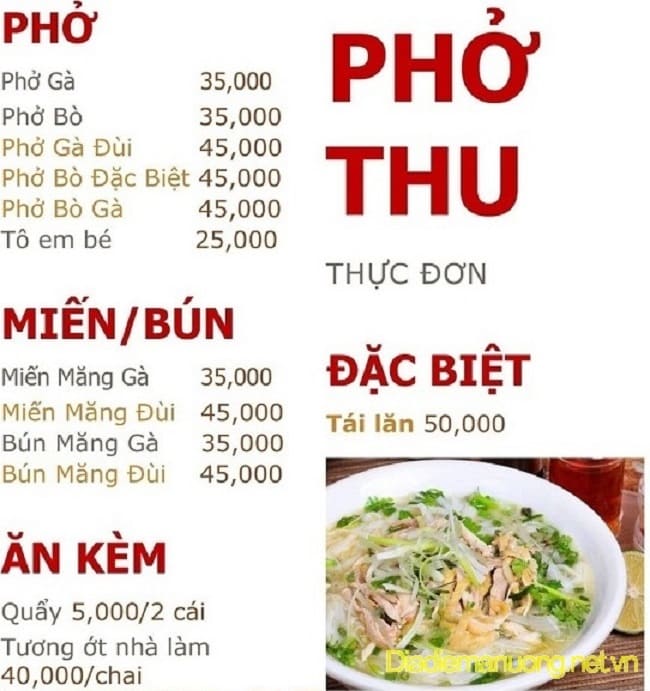 PHỞ
Phở Gà 35,000
Phở Bò 35,000
Phở Gà Đùi 45,000
Phở Bò Đặc Biệt 45,000
Phở Bò Gà 45,000
Tô em bé 25,000
MIẾN/BÚN
Miến Măng Gà 35,000
Miến Măng Đùi 45,000
Bún Măng Gà 35,000
Bún Măng Đùi 45,000
ĂN KÈM
Quẩy 5,000/2 cái
Tương ớt nhà làm
40,000/chai
PHỞ
THU
THỰC ĐƠN
ĐẶC BIỆT
Tái lăn 50,000
Diadiemanuong.net.vn